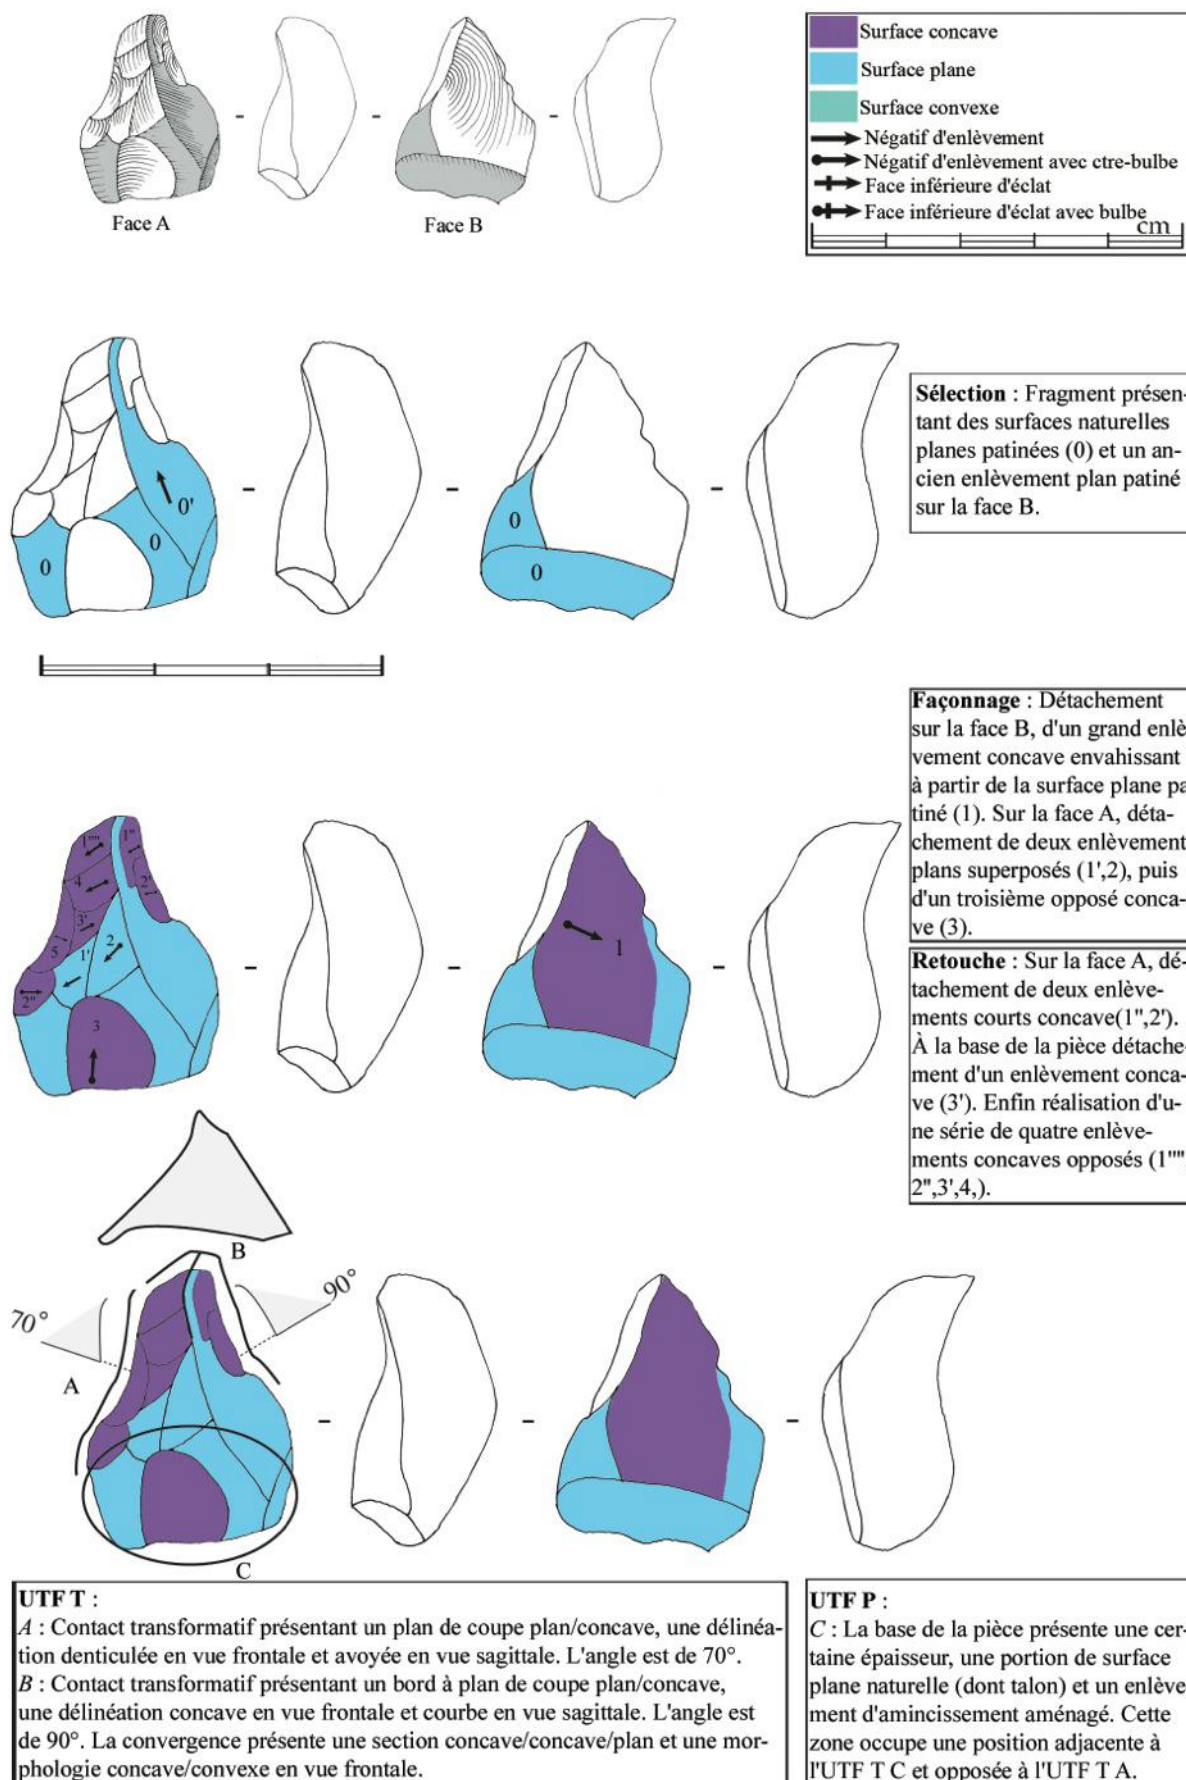 Surface concave
Surface plane
Surface convexe
Négatif d'enlèvement
Négatif d'enlèvement avec ctre-bulbe
Face inférieure d'éclat
Face inférieure d'éclat avec bulbe
cm
Face A
Face B
Sélection : Fragment présen-
tant des surfaces naturelles
planes patinées (0) et un an-
cien enlèvement plan patiné
sur la face B.
0'
0
0
0
0
Façonnage : Détachement
sur la face B, d'un grand enlè
vement concave envahissant
à partir de la surface plane pa
tiné (1). Sur la face A, déta-
chement de deux enlèvement
plans superposés (1',2), puis
d'un troisième opposé conca-
ve (3).
Retouche : Sur la face A, dé-
tachement de deux enlève-
ments courts concave(1'',2').
À la base de la pièce détache-
ment d'un enlèvement conca-
ve (3'). Enfin réalisation d'u-
ne série de quatre enlève-
ments concaves opposés (1''''
2'',3',4,).
1''''
1''
4
2'
3'
5
1'
2
2''
3
1
B
70°
90°
A
C
UTF T :
A : Contact transformatif présentant un plan de coupe plan/concave, une délinéa-
tion denticulée en vue frontale et avoyée en vue sagittale. L'angle est de 70°.
B : Contact transformatif présentant un bord à plan de coupe plan/concave,
une délinéation concave en vue frontale et courbe en vue sagittale. L'angle est
de 90°. La convergence présente une section concave/concave/plan et une mor-
phologie concave/convexe en vue frontale.
UTF P :
C : La base de la pièce présente une cer-
taine épaisseur, une portion de surface
plane naturelle (dont talon) et un enlève
ment d'amincissement aménagé. Cette
zone occupe une position adjacente à
l'UTF T C et opposée à l'UTF T A.